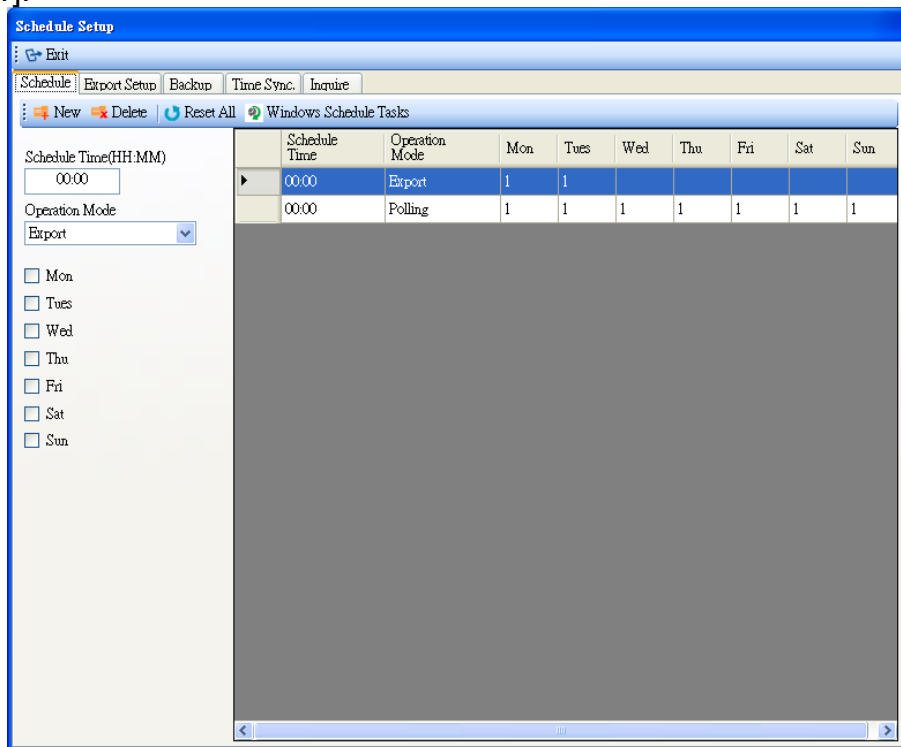 Schedule Setup
Exit
Schedule Export Setup Backup Time Sync. Inquire
New Delete Reset All Windows Schedule Tasks
Schedule Time(HH:MM)
00:00
Operation Mode
Export
Mon
Tues
Wed
Thu
Fri
Sat
Sun
Schedule Time Operation Mode Mon Tues Wed Thu Fri Sat Sun
00:00 Export 1 1
00:00 Polling 1 1 1 1 1 1 1